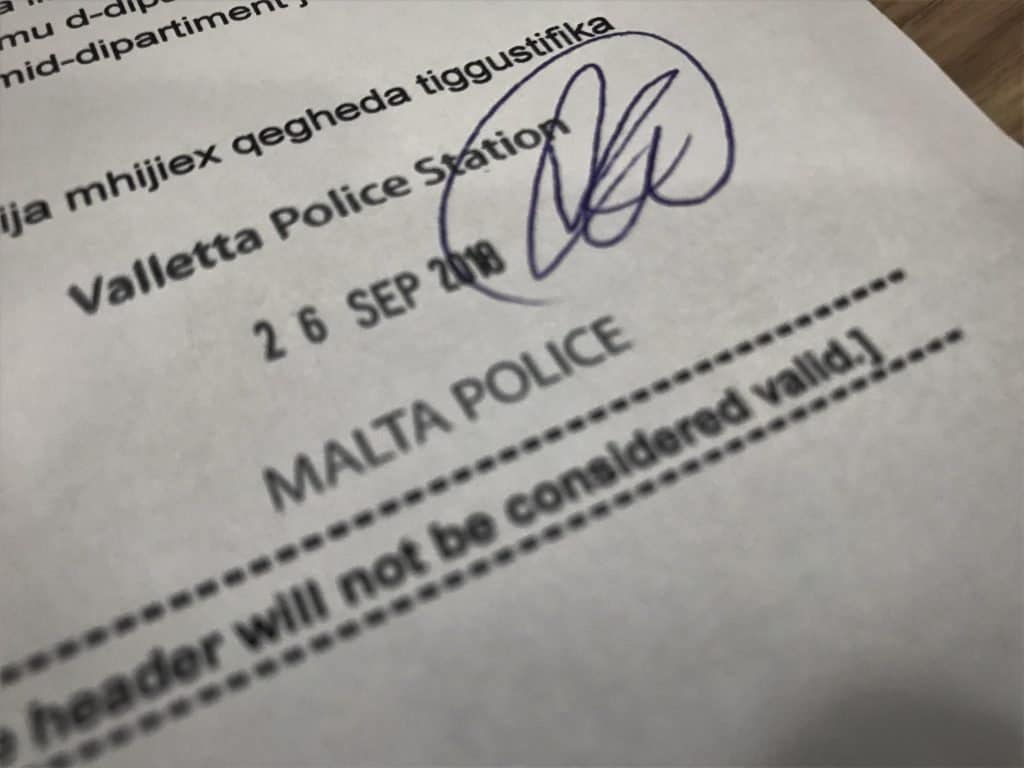 mu
mid-dipartiment
ija mhijiex qegheda tiggustifika
Valletta Police Station
2 6 SEP 2018
MALTA POLICE
header will not be considered valid.]